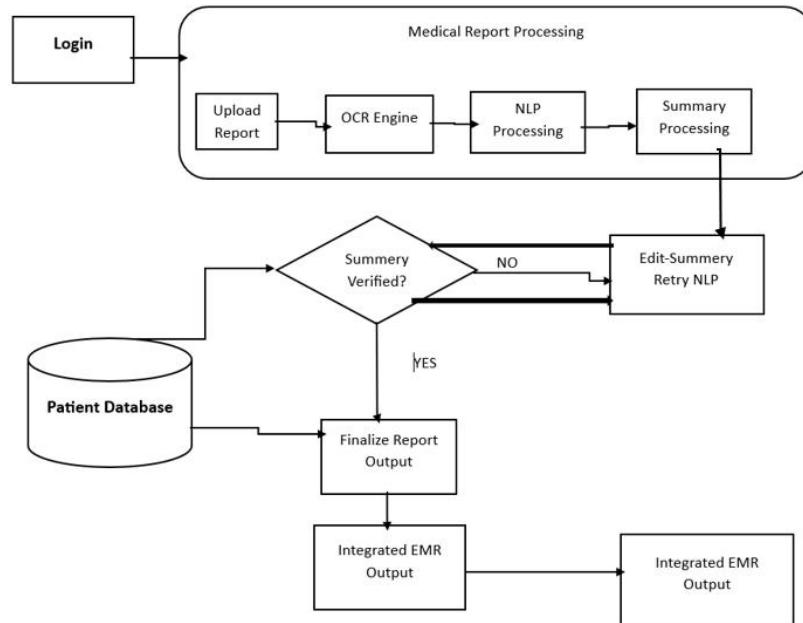 Login
Medical Report Processing
Upload
Report
OCR Engine
NLP
Processing
Summary
Processing
Summery
Verified?
NO
Edit-Summery
Retry NLP
YES
Patient Database
Finalize Report
Output
Integrated EMR
Output
Integrated EMR
Output